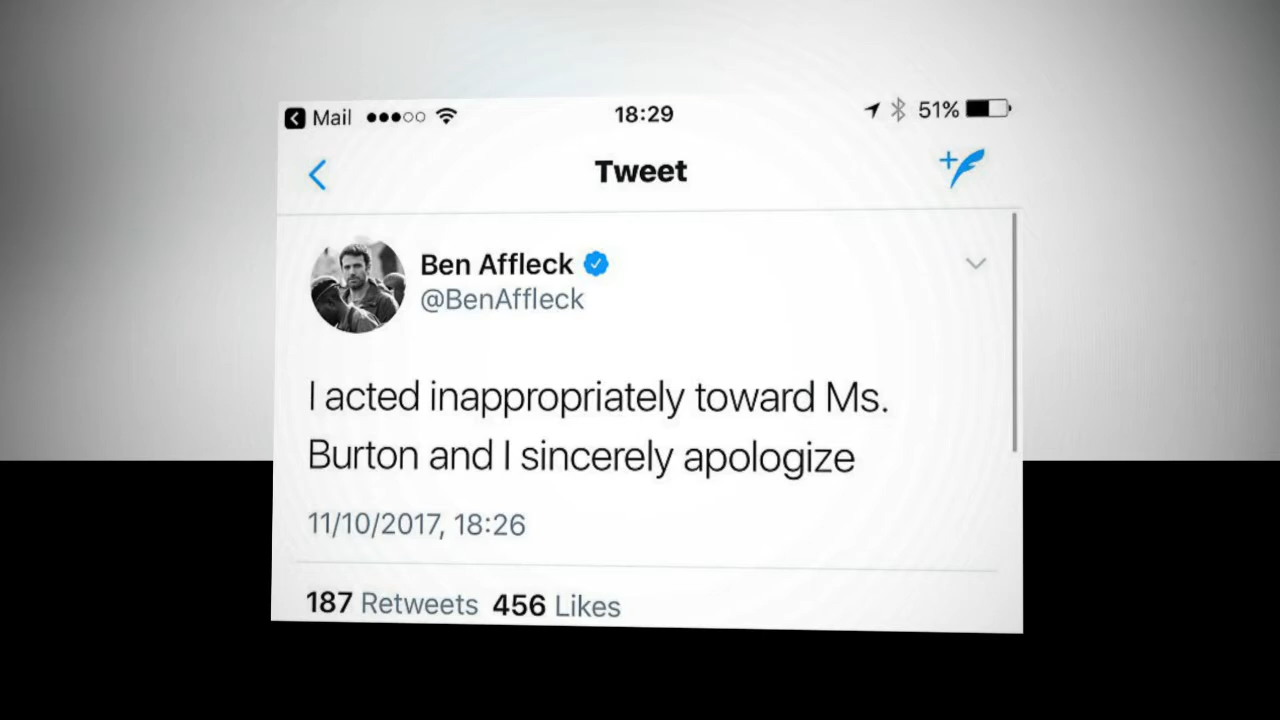 Mail 18:29 51%
Tweet
Ben Affleck
@BenAffleck
I acted inappropriately toward Ms.
Burton and I sincerely apologize
11/10/2017, 18:26
187 Retweets 456 Likes